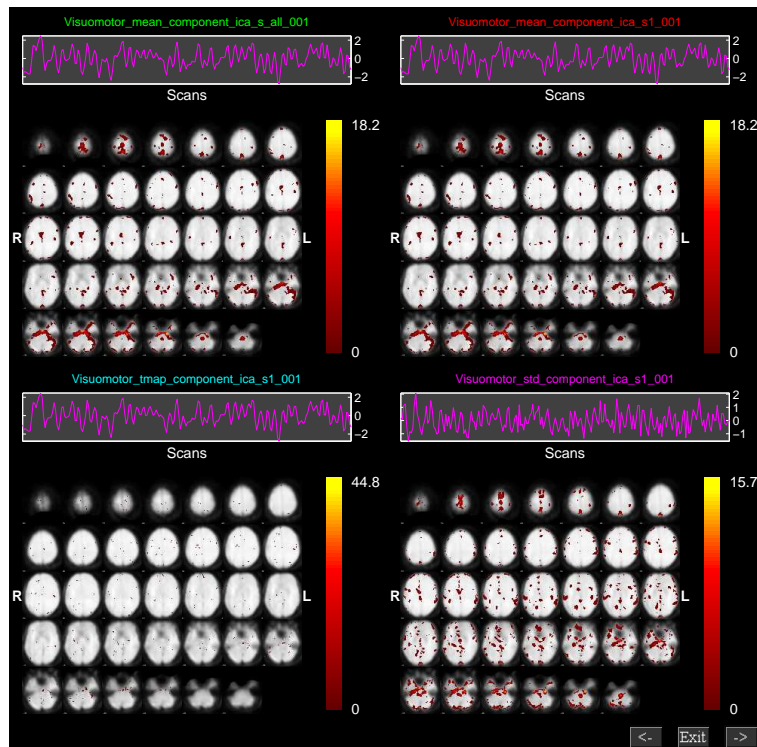 Visuomotor_mean_component_ica_s_all_001
2
0
−2
Scans
18.2
R
L
0
Visuomotor_mean_component_ica_s1_001
2
0
−2
Scans
18.2
R
L
0
Visuomotor_tmap_component_ica_s1_001
2
0
−2
Scans
44.8
R
L
0
Visuomotor_std_component_ica_s1_001
2
1
0
−1
Scans
15.7
R
L
0
<- Exit ->